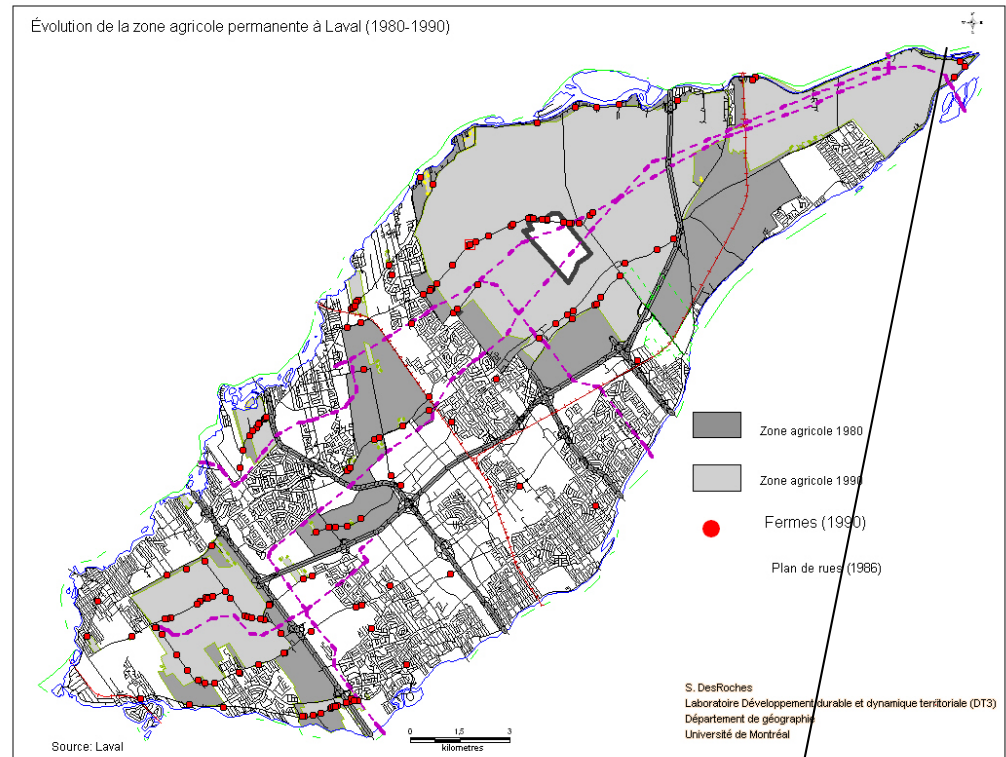 Évolution de la zone agricole permanente à Laval (1980-1990)
Zone agricole 1980
Zone agricole 1990
Fermes (1990)
Plan de rues (1986)
S. DesRoches
Laboratoire Développement durable et dynamique territoriale (DT3)
Département de géographie
Université de Montréal
0 1,5 3
kilometres
Source: Laval